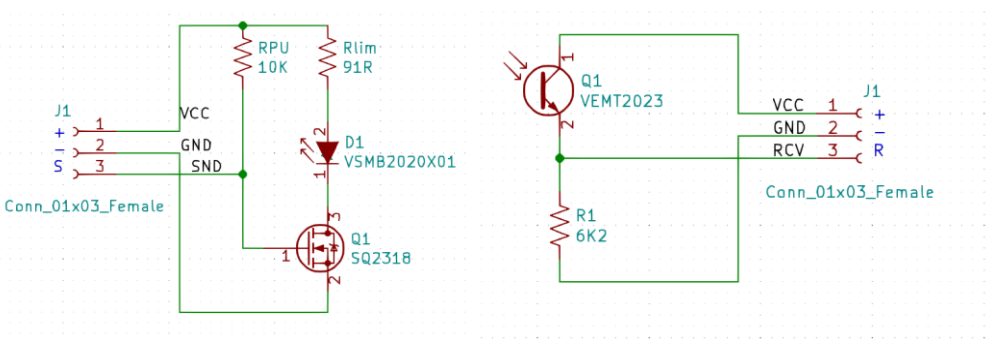 RPU
10K
Rlim
91R
J1
VCC
+ 1
- 2
GND
S 3
SND
2
D1
VSMB2020X01
1
Conn_01x03_Female
3
Q1
SQ2318
1
2
1
Q1
VEMT2023
2
J1
VCC 1 +
GND 2 -
RCV 3 R
Conn_01x03_Female
R1
6K2